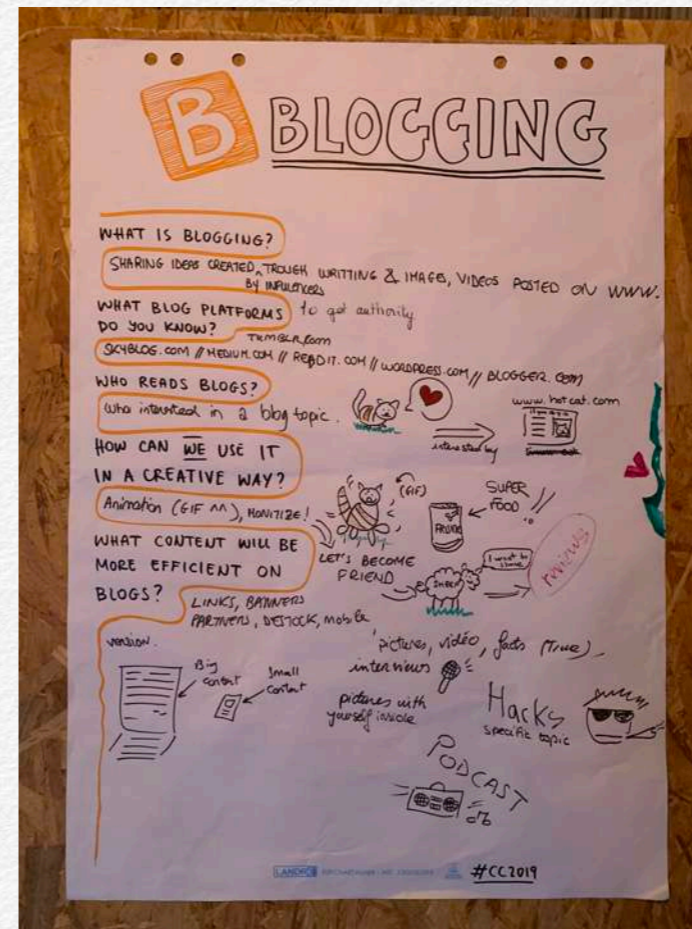 B BLOGGING
WHAT IS BLOGGING?
SHARING IDEAS CREATED TROUGH WRITTING & IMAGES, VIDEOS POSTED ON WWW.
BY INFULENCERS
WHAT BLOG PLATFORMS
to get authority
DO YOU KNOW?
TUMBLR.com
SKYBLOG.COM // MEDIUM.COM // REDDIT.COM // WORDPRESS.COM // BLOGGER.COM
WHO READS BLOGS?
www.hotcat.com
Who interested in a blog topic.
interested by
HOW CAN WE USE IT
IN A CREATIVE WAY?
(GIF)
SUPER
FOOD
Animation (GIF ^^), MONITIZE!
WHAT CONTENT WILL BE
MORE EFFICIENT ON
BLOGS?
LET'S BECOME
FRIEND
I want to
reviews
LINKS, BANNERS
PARTNERS, DESTOCK, mobile
version.
Big
content
Small
content
pictures, vidéo, facts (True)
interviews
pictures with
yourself inside
Hacks
specific topic
PODCAST
LANDRÉ
#CC2019